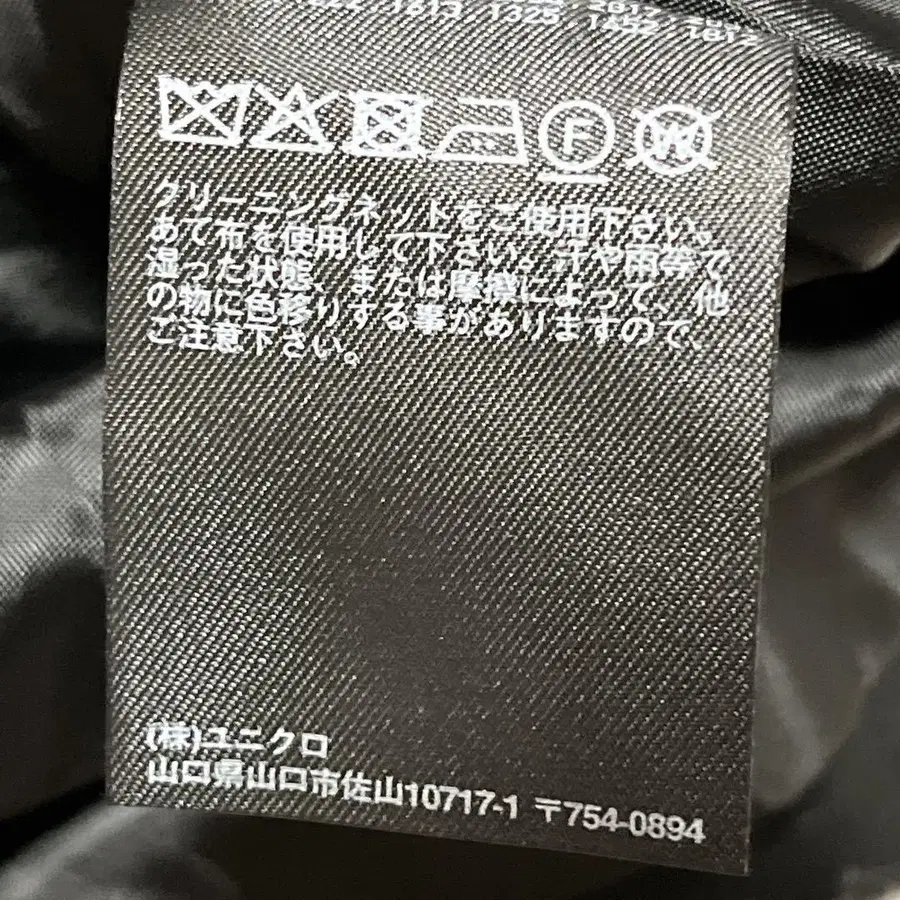 1613, 1325
1482, 1812
F W
クリーニングネットをご使用下さい。
あて布を使用して下さい。汗や雨等で
湿った状態、または摩擦によって、他
の物に色移りする事がありますので、
ご注意下さい。
(株)ユニクロ
山口県山口市佐山10717-1 〒754-0894